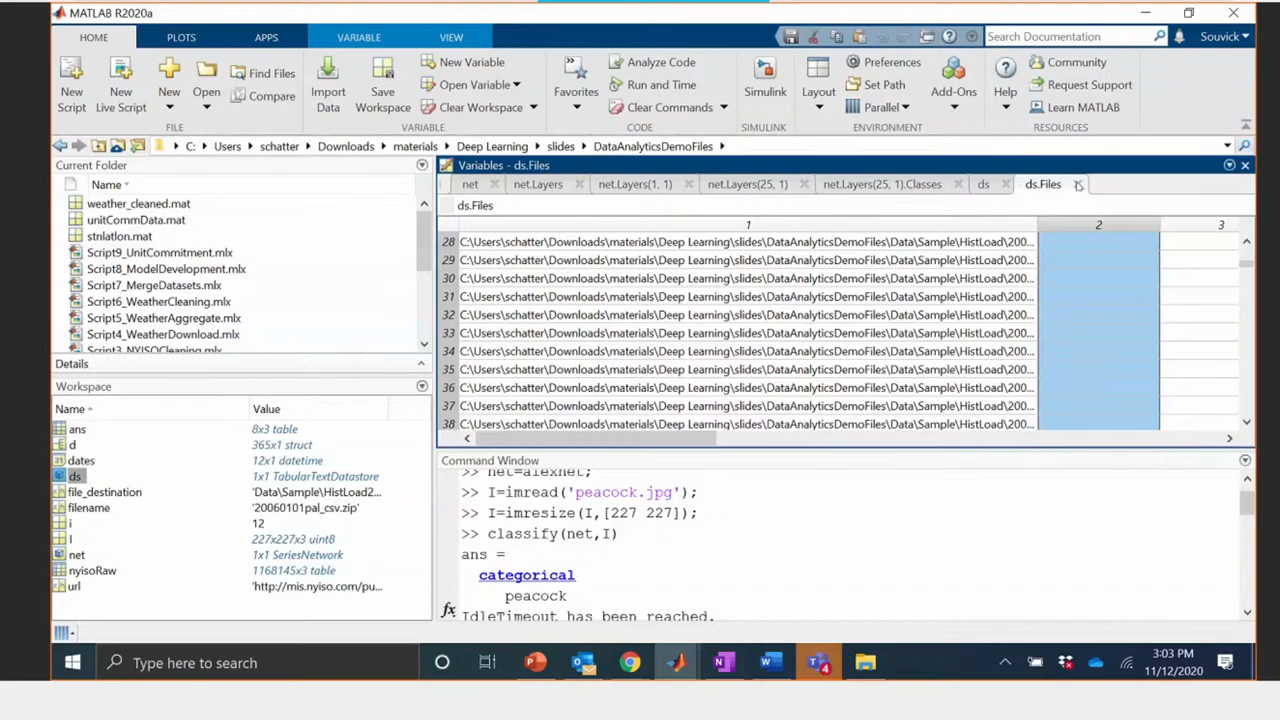 MATLAB R2020a
HOME PLOTS APPS VARIABLE VIEW Search Documentation Souvick
New Script
New Live Script
New
Open
Find Files
Compare
Import Data
Save Workspace
New Variable
Open Variable
Clear Workspace
Favorites
Analyze Code
Run and Time
Clear Commands
Simulink
Layout
Preferences
Set Path
Parallel
Add-Ons
Help
Community
Request Support
Learn MATLAB
FILE VARIABLE CODE SIMULINK ENVIRONMENT RESOURCES
C: Users schatter Downloads materials Deep Learning slides DataAnalyticsDemoFiles
Current Folder
Name
weather_cleaned.mat
unitCommData.mat
stnlatlon.mat
Script9_UnitCommitment.mlx
Script8_ModelDevelopment.mlx
Script7_MergeDatasets.mlx
Script6_WeatherCleaning.mlx
Script5_WeatherAggregate.mlx
Script4_WeatherDownload.mlx
Script3_NYISOCleaning.mlx
Details
Workspace
Name Value
ans 8x3 table
d 365x1 struct
dates 12x1 datetime
ds 1x1 TabularTextDatastore
file_destination 'Data\Sample\HistLoad2...
filename '20060101pal_csv.zip'
i 12
I 227x227x3 uint8
net 1x1 SeriesNetwork
nyisoRaw 1168145x3 table
url 'http://mis.nyiso.com/pu...
Variables - ds.Files
net net.Layers net.Layers(1, 1) net.Layers(25, 1) net.Layers(25, 1).Classes ds ds.Files
ds.Files
1 2 3
28 C:\Users\schatter\Downloads\materials\Deep Learning\slides\DataAnalyticsDemoFiles\Data\Sample\HistLoad\200...
29 C:\Users\schatter\Downloads\materials\Deep Learning\slides\DataAnalyticsDemoFiles\Data\Sample\HistLoad\200...
30 C:\Users\schatter\Downloads\materials\Deep Learning\slides\DataAnalyticsDemoFiles\Data\Sample\HistLoad\200...
31 C:\Users\schatter\Downloads\materials\Deep Learning\slides\DataAnalyticsDemoFiles\Data\Sample\HistLoad\200...
32 C:\Users\schatter\Downloads\materials\Deep Learning\slides\DataAnalyticsDemoFiles\Data\Sample\HistLoad\200...
33 C:\Users\schatter\Downloads\materials\Deep Learning\slides\DataAnalyticsDemoFiles\Data\Sample\HistLoad\200...
34 C:\Users\schatter\Downloads\materials\Deep Learning\slides\DataAnalyticsDemoFiles\Data\Sample\HistLoad\200...
35 C:\Users\schatter\Downloads\materials\Deep Learning\slides\DataAnalyticsDemoFiles\Data\Sample\HistLoad\200...
36 C:\Users\schatter\Downloads\materials\Deep Learning\slides\DataAnalyticsDemoFiles\Data\Sample\HistLoad\200...
37 C:\Users\schatter\Downloads\materials\Deep Learning\slides\DataAnalyticsDemoFiles\Data\Sample\HistLoad\200...
38 C:\Users\schatter\Downloads\materials\Deep Learning\slides\DataAnalyticsDemoFiles\Data\Sample\HistLoad\200...
Command Window
>> net=alexnet;
>> I=imread('peacock.jpg');
>> I=imresize(I,[227 227]);
>> classify(net,I)
ans =
categorical
peacock
fx IdleTimeout has been reached.
Type here to search
4
3:03 PM
11/12/2020